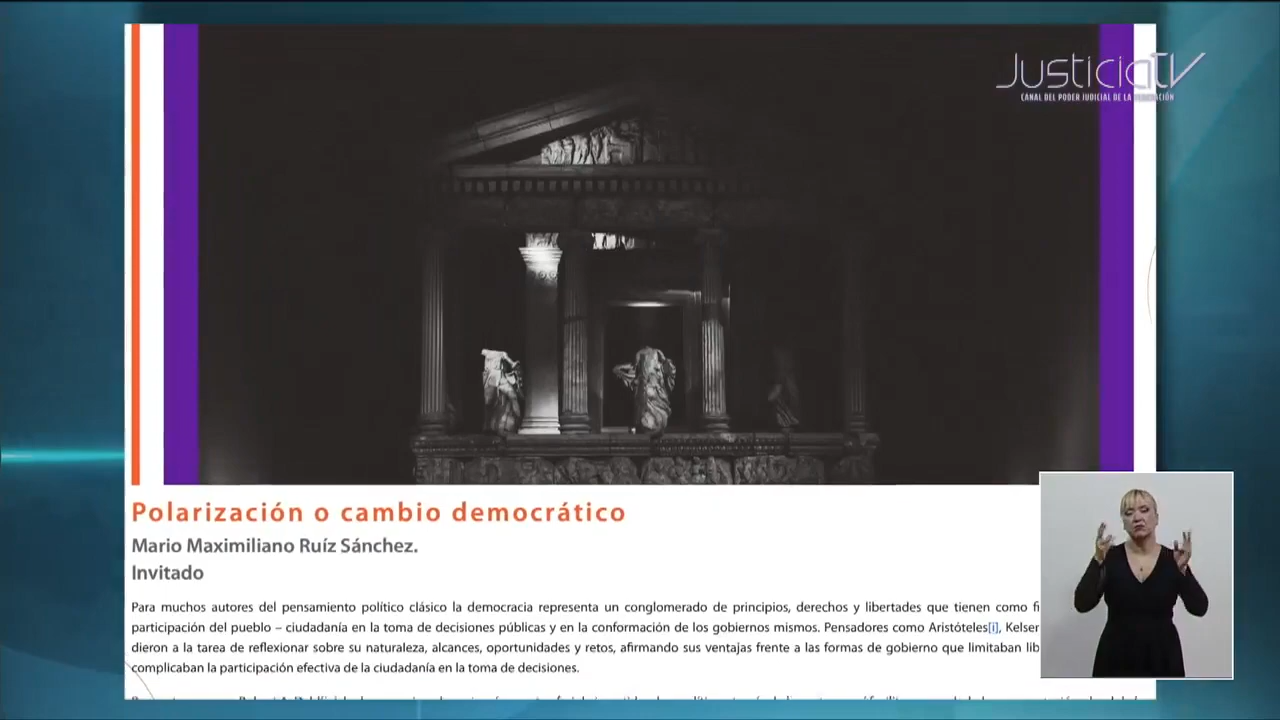 JusticiaTV
CANAL DEL PODER JUDICIAL DE LA FEDERACIÓN
Polarización o cambio democrático
Mario Maximiliano Ruíz Sánchez.
Invitado
Para muchos autores del pensamiento político clásico la democracia representa un conglomerado de principios, derechos y libertades que tienen como fi
participación del pueblo – ciudadanía en la toma de decisiones públicas y en la conformación de los gobiernos mismos. Pensadores como Aristóteles[i], Kelser
dieron a la tarea de reflexionar sobre su naturaleza, alcances, oportunidades y retos, afirmando sus ventajas frente a las formas de gobierno que limitaban lib
complicaban la participación efectiva de la ciudadanía en la toma de decisiones.